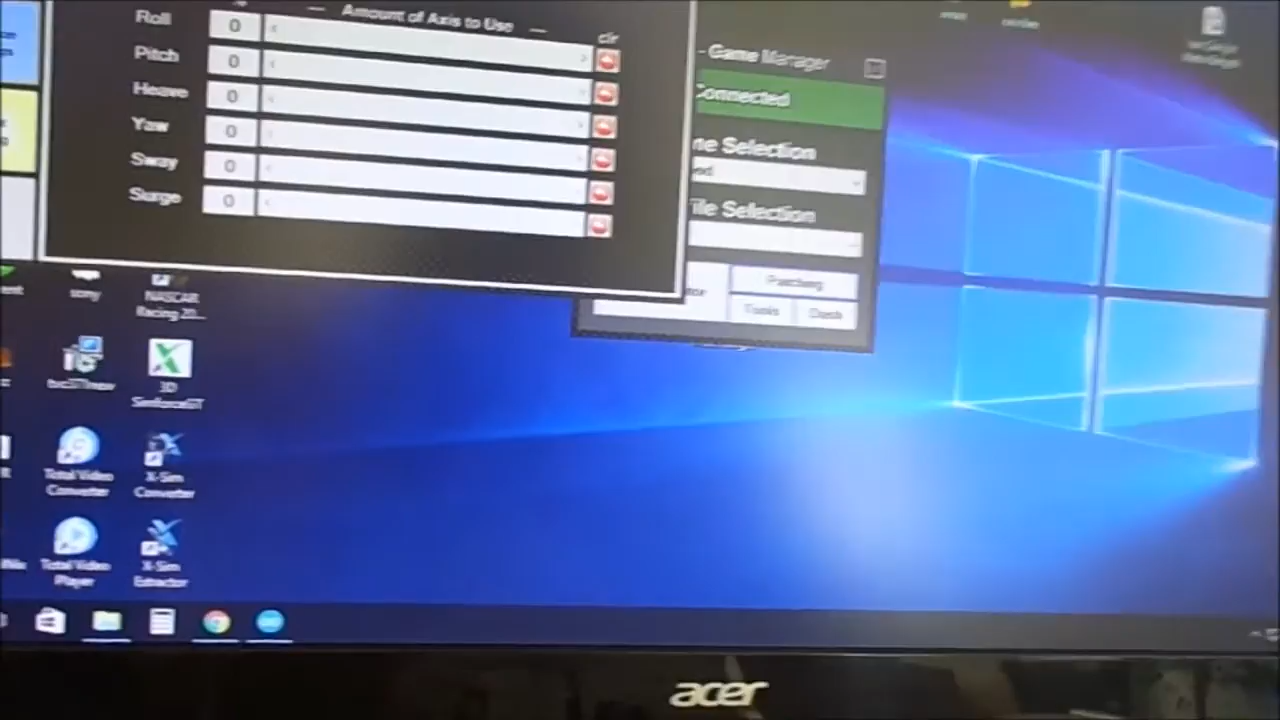 Roll
0
— Amount of Axis to Use —
clr
Pitch
0
Heave
0
Yaw
0
Sway
0
Surge
0
- Game Manager
Connected
Selection
Selection
Patching
Tools
Dash
sony
NASCAR
Racing 20...
3D
Total Video
Converter
X-Sim
Converter
Total Video
Player
X-Sim
Extractor
acer